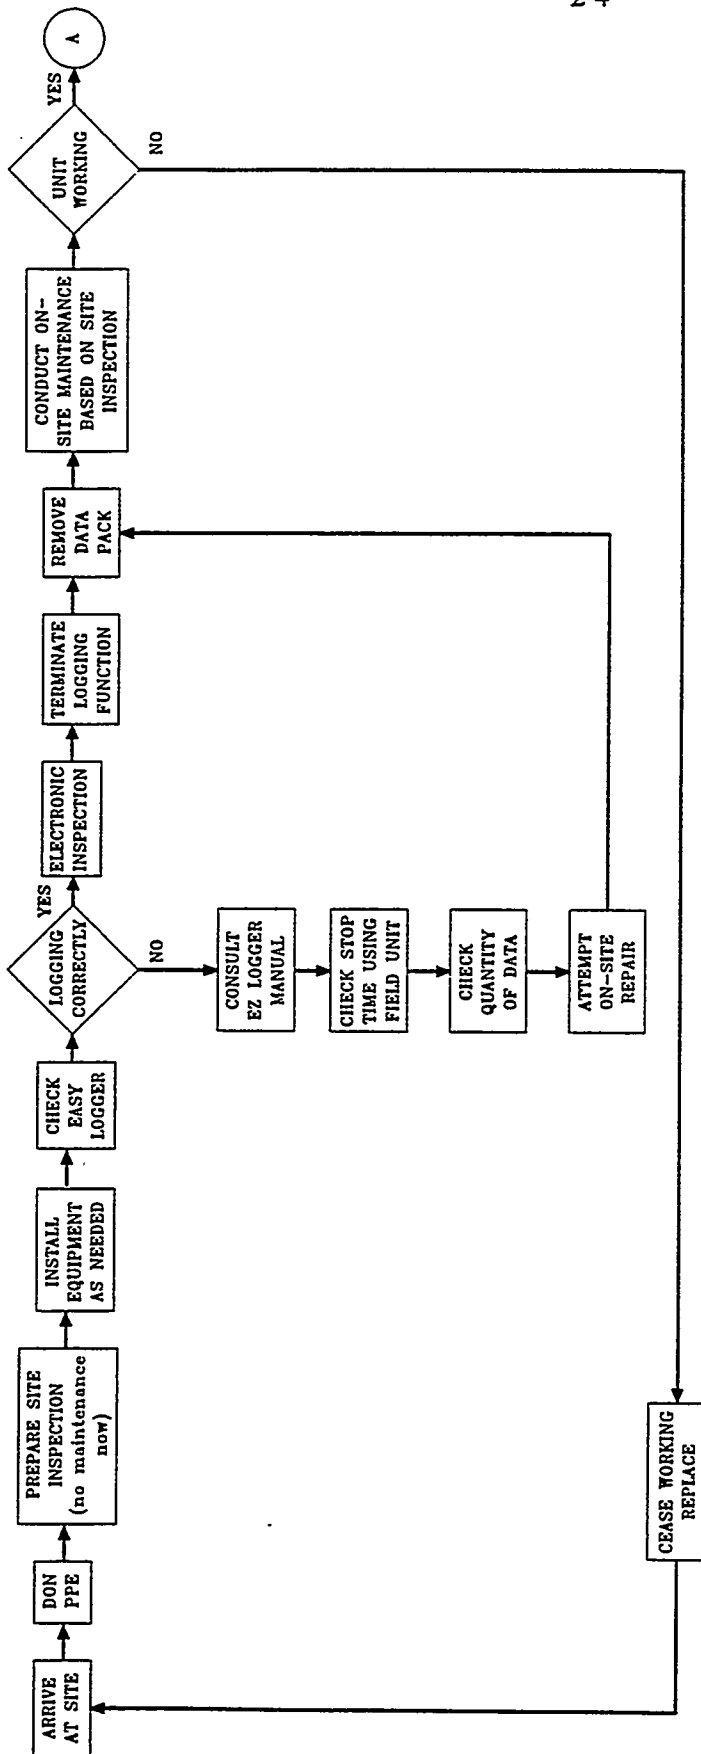 24
ARRIVE
AT SITE
DON
PPE
PREPARE SITE
INSPECTION
(no maintenance
now)
INSTALL
EQUIPMENT
AS NEEDED
CHECK
EASY
LOGGER
LOGGING
CORRECTLY
YES
NO
ELECTRONIC
INSPECTION
TERMINATE
LOGGING
FUNCTION
REMOVE
DATA
PACK
CONDUCT ON-
SITE MAINTENANCE
BASED ON SITE
INSPECTION
UNIT
WORKING
YES
A
NO
CONSULT
EZ LOGGER
MANUAL
CHECK STOP
TIME USING
FIELD UNIT
CHECK
QUANTITY
OF DATA
ATTEMPT
ON-SITE
REPAIR
CEASE WORKING
REPLACE